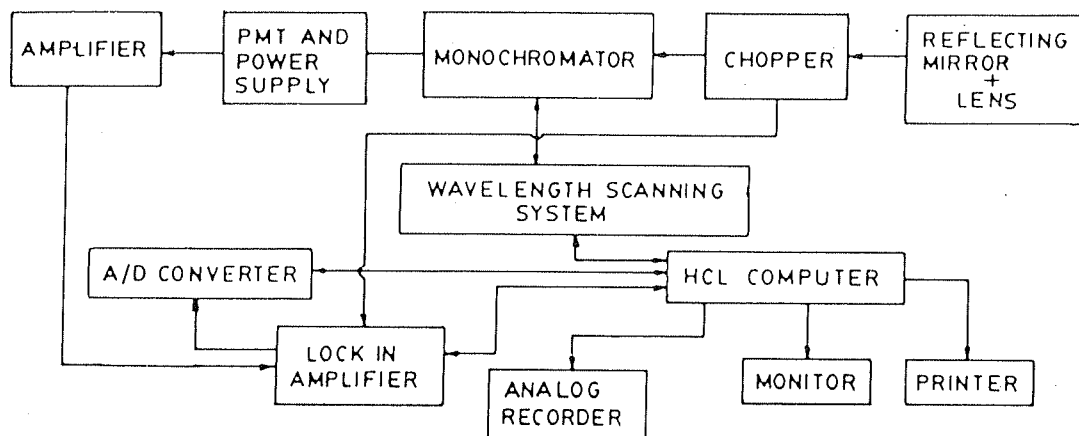 AMPLIFIER
PMT AND
POWER
SUPPLY
MONOCHROMATOR
CHOPPER
REFLECTING
MIRROR
+
LENS
WAVELENGTH SCANNING
SYSTEM
A/D CONVERTER
HCL COMPUTER
LOCK IN
AMPLIFIER
ANALOG
RECORDER
MONITOR
PRINTER